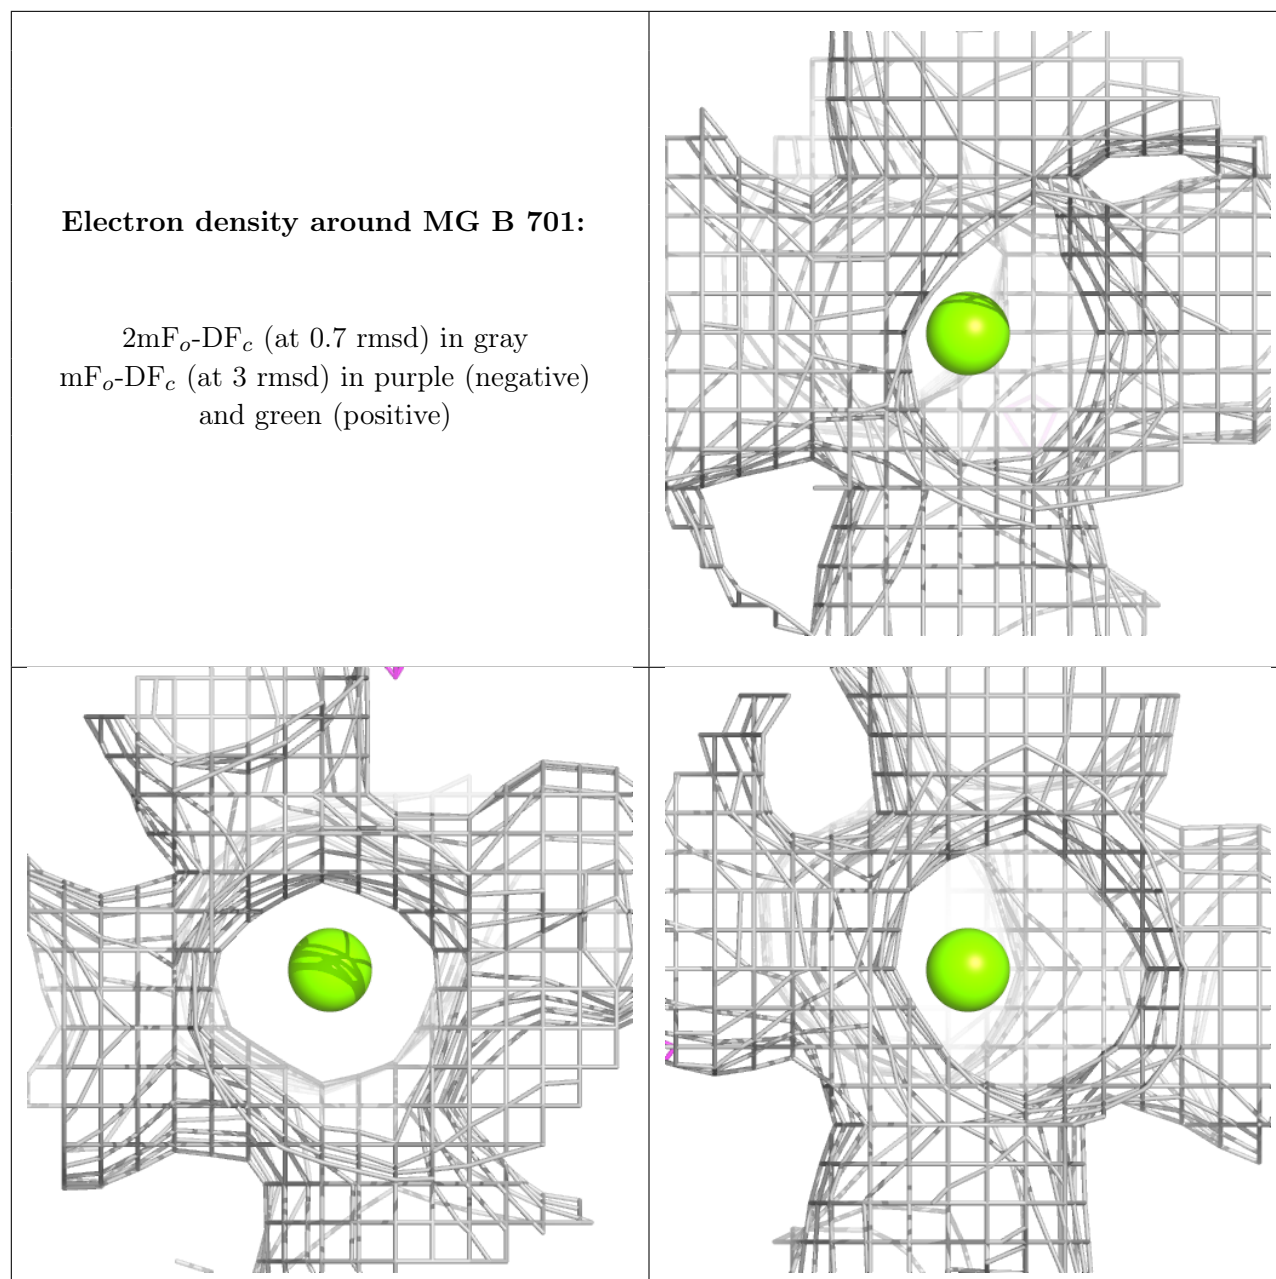 Electron density around MG B 701:
2mFo-DFc (at 0.7 rmsd) in gray
mFo-DFc (at 3 rmsd) in purple (negative)
and green (positive)